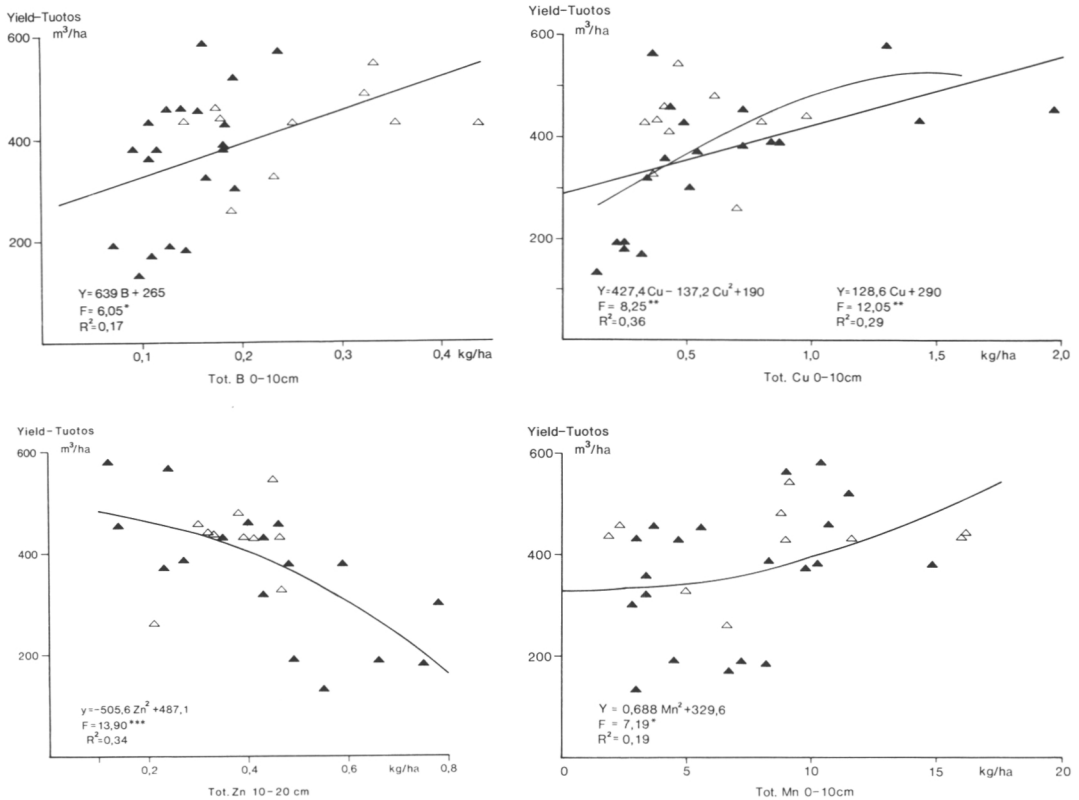 Yield-Tuotos
m³/ha
600
400
200
Y=639 B+265
F= 6,05*
R²=0,17
0,1 0,2 0,3 0,4 kg/ha
Tot. B 0-10cm
Yield-Tuotos
m³/ha
600
400
200
Y=427,4Cu-137,2 Cu²+190
F= 8,25**
R²=0,36
Y=128,6 Cu+290
F= 12,05**
R²=0,29
0,5 1,0 1,5 kg/ha 2,0
Tot. Cu 0-10cm
Yield-Tuotos
m³/ha
600
400
200
y=-505,6 Zn²+487,1
F=13,90***
R²=0,34
0,2 0,4 0,6 kg/ha 0,8
Tot. Zn 10-20 cm
Yield-Tuotos
m³/ha
600
400
200
Y = 0,688 Mn²+329,6
F = 7,19*
R²= 0,19
0 5 10 15 kg/ha 20
Tot. Mn 0-10cm